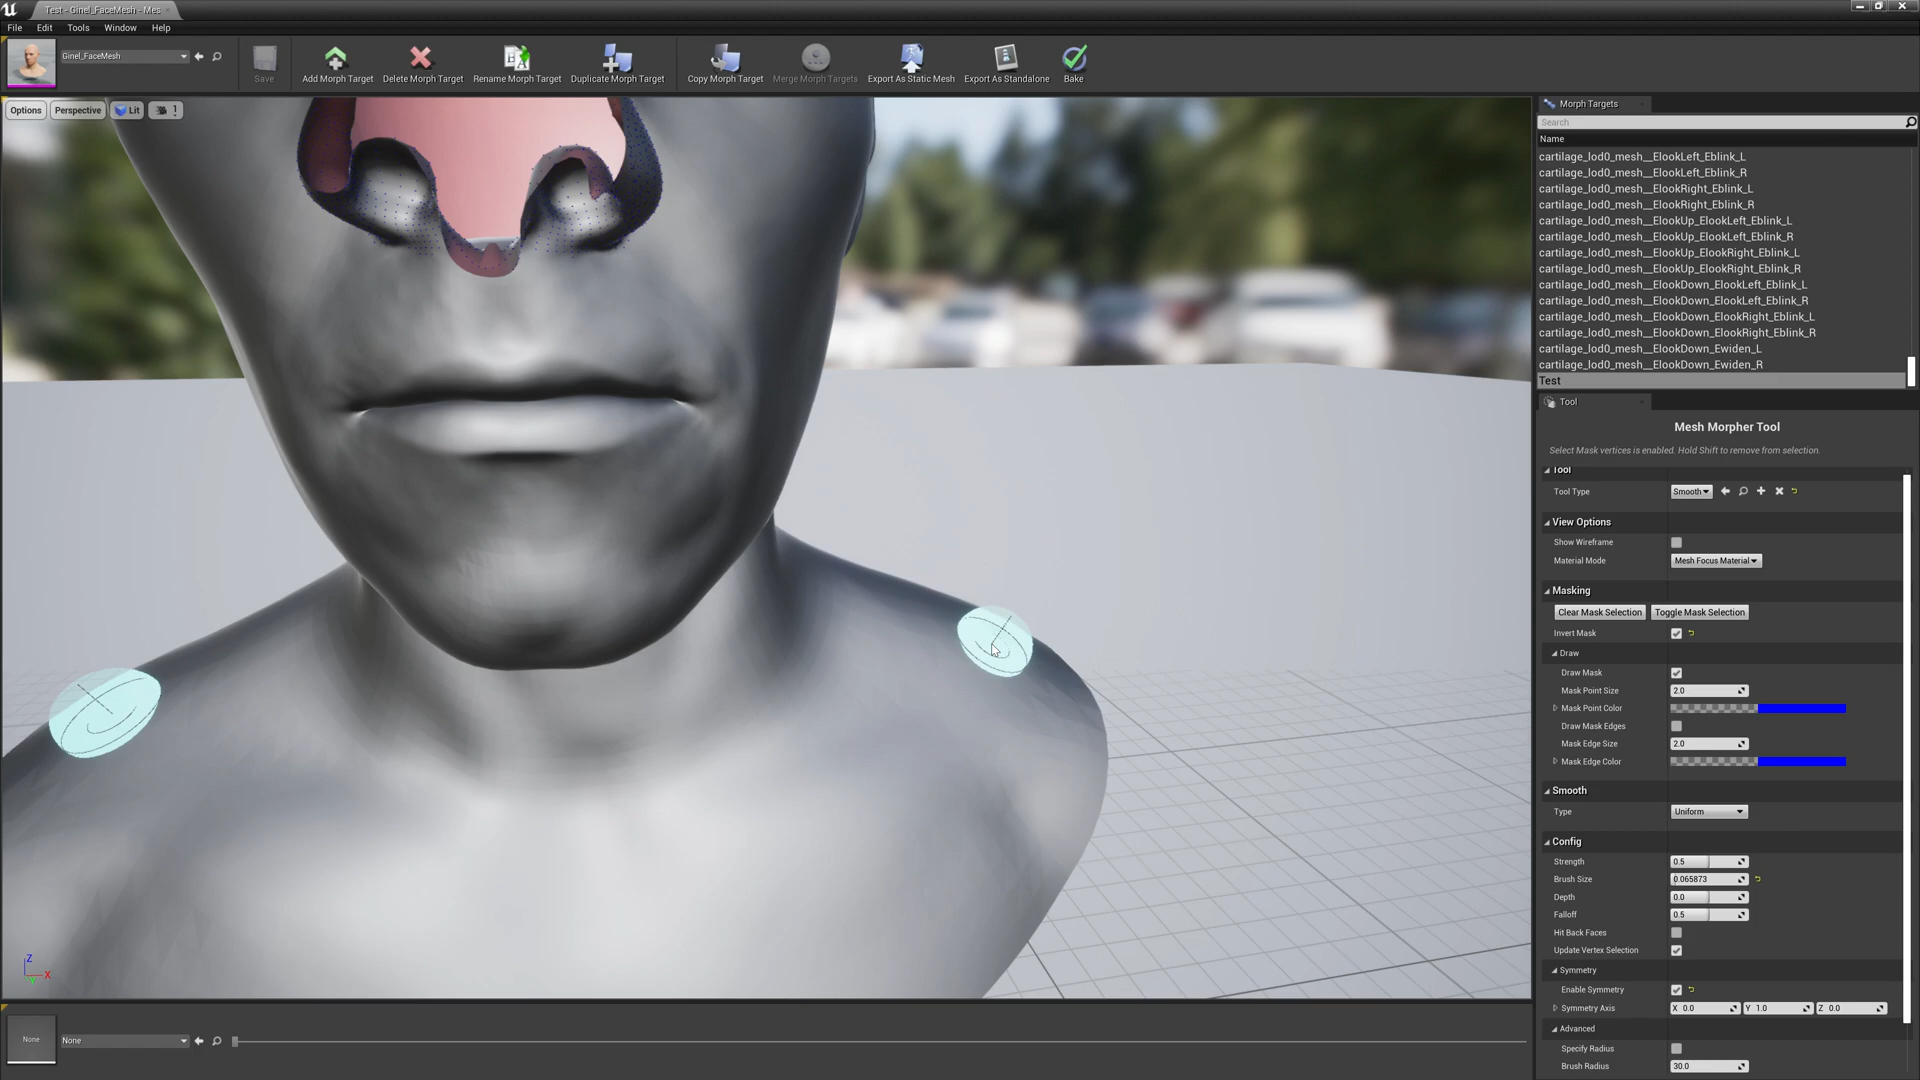 Test - Ginel_FaceMesh - Mes
File Edit Tools Window Help
Ginel_FaceMesh
Save
Add Morph Target
Delete Morph Target
Rename Morph Target
Duplicate Morph Target
Copy Morph Target
Merge Morph Targets
Export As Static Mesh
Export As Standalone
Bake
Options
Perspective
Lit
1
Morph Targets
Search
Name
cartilage_lod0_mesh__ElookLeft_Eblink_L
cartilage_lod0_mesh__ElookLeft_Eblink_R
cartilage_lod0_mesh__ElookRight_Eblink_L
cartilage_lod0_mesh__ElookRight_Eblink_R
cartilage_lod0_mesh__ElookUp_ElookLeft_Eblink_L
cartilage_lod0_mesh__ElookUp_ElookLeft_Eblink_R
cartilage_lod0_mesh__ElookUp_ElookRight_Eblink_L
cartilage_lod0_mesh__ElookUp_ElookRight_Eblink_R
cartilage_lod0_mesh__ElookDown_ElookLeft_Eblink_L
cartilage_lod0_mesh__ElookDown_ElookLeft_Eblink_R
cartilage_lod0_mesh__ElookDown_ElookRight_Eblink_L
cartilage_lod0_mesh__ElookDown_ElookRight_Eblink_R
cartilage_lod0_mesh__ElookDown_Ewiden_L
cartilage_lod0_mesh__ElookDown_Ewiden_R
Test
Tool
Mesh Morpher Tool
Select Mask vertices is enabled. Hold Shift to remove from selection.
Tool
Tool Type Smooth
View Options
Show Wireframe
Material Mode Mesh Focus Material
Masking
Clear Mask Selection Toggle Mask Selection
Invert Mask
Draw
Draw Mask
Mask Point Size 2.0
Mask Point Color
Draw Mask Edges
Mask Edge Size 2.0
Mask Edge Color
Smooth
Type Uniform
Config
Strength 0.5
Brush Size 0.065873
Depth 0.0
Falloff 0.5
Hit Back Faces
Update Vertex Selection
Symmetry
Enable Symmetry
Symmetry Axis X 0.0 Y 1.0 Z 0.0
Advanced
Specify Radius
Brush Radius 30.0
Z
X
Y
None
None